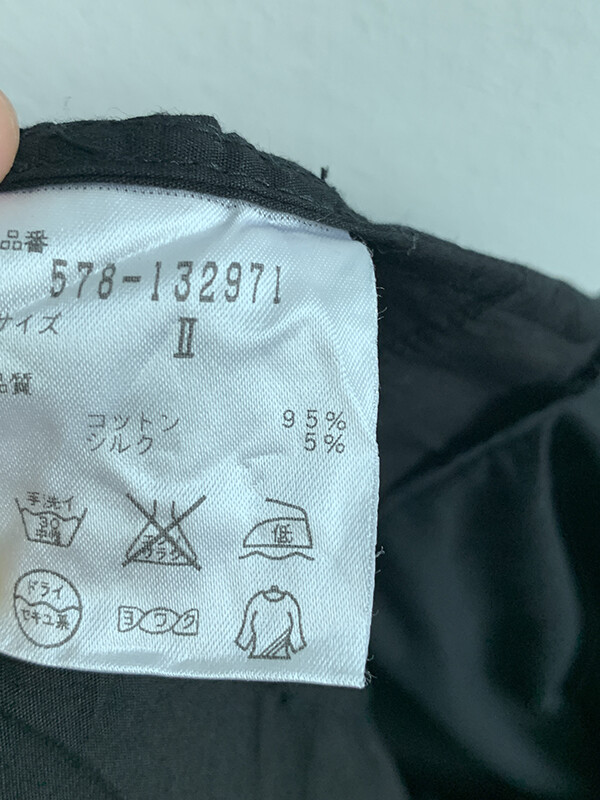 品番
578-132971
サイズ
Ⅱ
品質
コットン 95%
シルク 5%
手洗イ
30
中性
エンソサラシ
低
ドライ
セキユ系
ヨワク